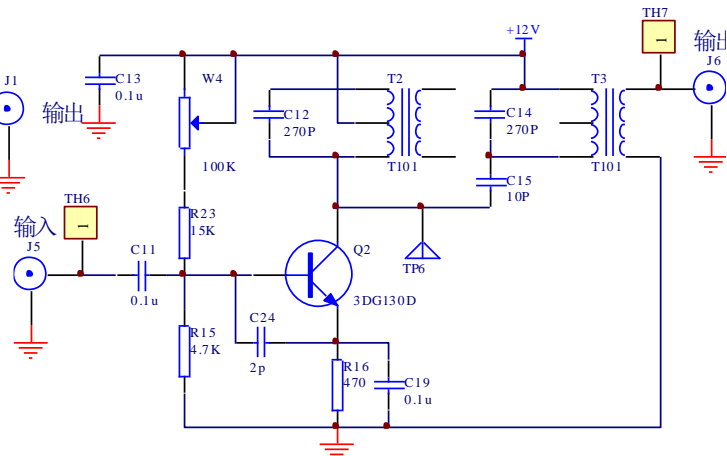 TH7
1
+12V
输出
J6
J1
C13
0.1u
W4
T2
T3
输出
C12
270P
C14
270P
100K
T101
T101
C15
10P
TH6
1
输入
J5
R23
15K
C11
0.1u
Q2
TP6
3DG130D
C24
2p
R15
4.7K
R16
470
C19
0.1u